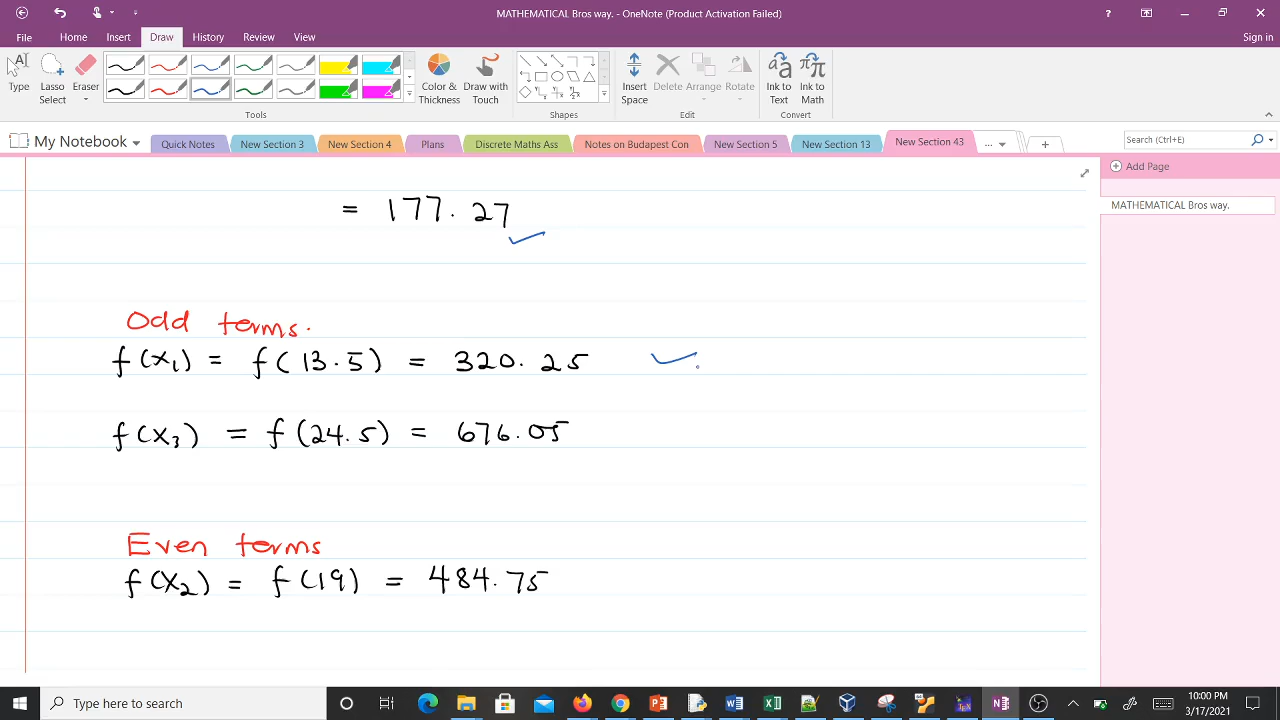 MATHEMATICAL Bros way. - OneNote (Product Activation Failed)
File Home Insert Draw History Review View
Sign in
Type Lasso Select Eraser Color & Thickness Draw with Touch Insert Space Delete Arrange Rotate Ink to Text Ink to Math
Tools Shapes Edit Convert
My Notebook Quick Notes New Section 3 New Section 4 Plans Discrete Maths Ass Notes on Budapest Con New Section 5 New Section 13 New Section 43 ... Search (Ctrl+E)
Add Page
MATHEMATICAL Bros way.
= 177.27
Odd terms.
f(x₁) = f(13.5) = 320.25
f(x₃) = f(24.5) = 676.05
Even terms
f(x₂) = f(19) = 484.75
Type here to search
10:00 PM
3/17/2021